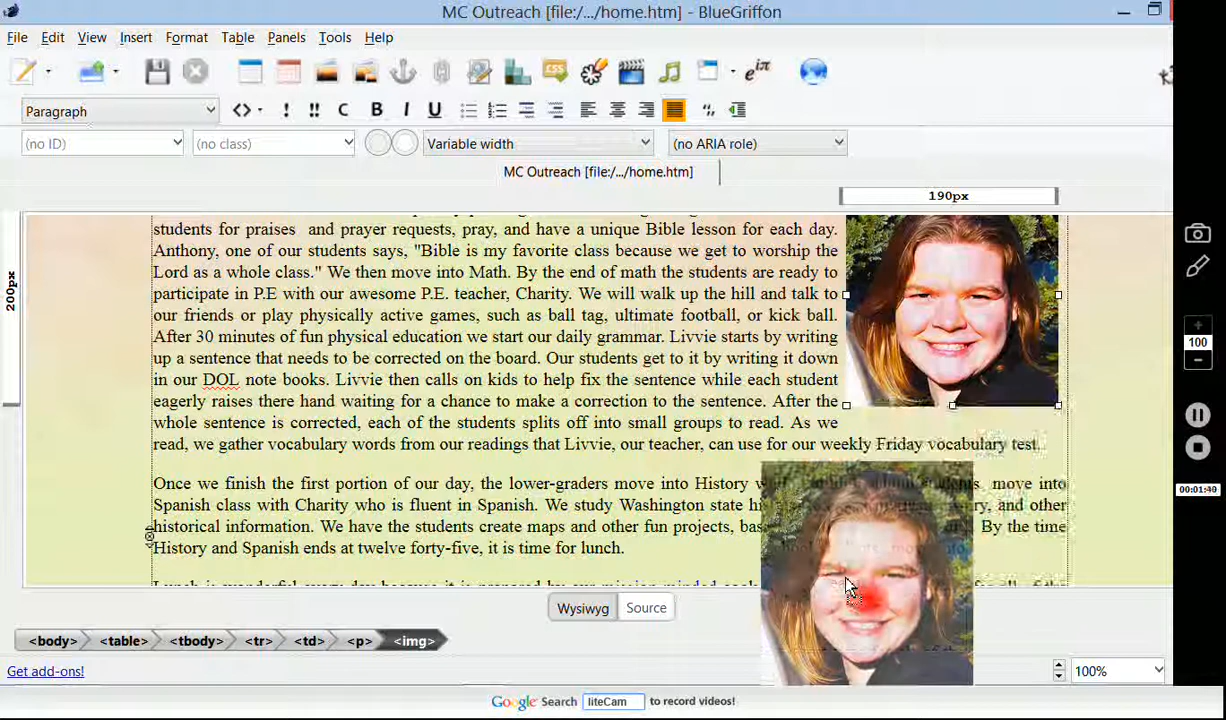 MC Outreach [file:/.../home.htm] - BlueGriffon
File Edit View Insert Format Table Panels Tools Help
Paragraph
! !! C B I U
(no ID) (no class) Variable width (no ARIA role)
MC Outreach [file:/.../home.htm]
190px
200px
students for praises and prayer requests, pray, and have a unique Bible lesson for each day.
Anthony, one of our students says, "Bible is my favorite class because we get to worship the
Lord as a whole class." We then move into Math. By the end of math the students are ready to
participate in P.E with our awesome P.E. teacher, Charity. We will walk up the hill and talk to
our friends or play physically active games, such as ball tag, ultimate football, or kick ball.
After 30 minutes of fun physical education we start our daily grammar. Livvie starts by writing
up a sentence that needs to be corrected on the board. Our students get to it by writing it down
in our DOL note books. Livvie then calls on kids to help fix the sentence while each student
eagerly raises there hand waiting for a chance to make a correction to the sentence. After the
whole sentence is corrected, each of the students splits off into small groups to read. As we
read, we gather vocabulary words from our readings that Livvie, our teacher, can use for our weekly Friday vocabulary test.
Once we finish the first portion of our day, the lower-graders move into History move into
Spanish class with Charity who is fluent in Spanish. We study Washington state and other
historical information. We have the students create maps and other fun projects, By the time
History and Spanish ends at twelve forty-five, it is time for lunch.
Lunch is wonderful every day because it is prepared by our mission minded
Wysiwyg Source
<body> <table> <tbody> <tr> <td> <p> <img>
Get add-ons! 100%
Google Search liteCam to record videos!
+
100
−
00:01:40